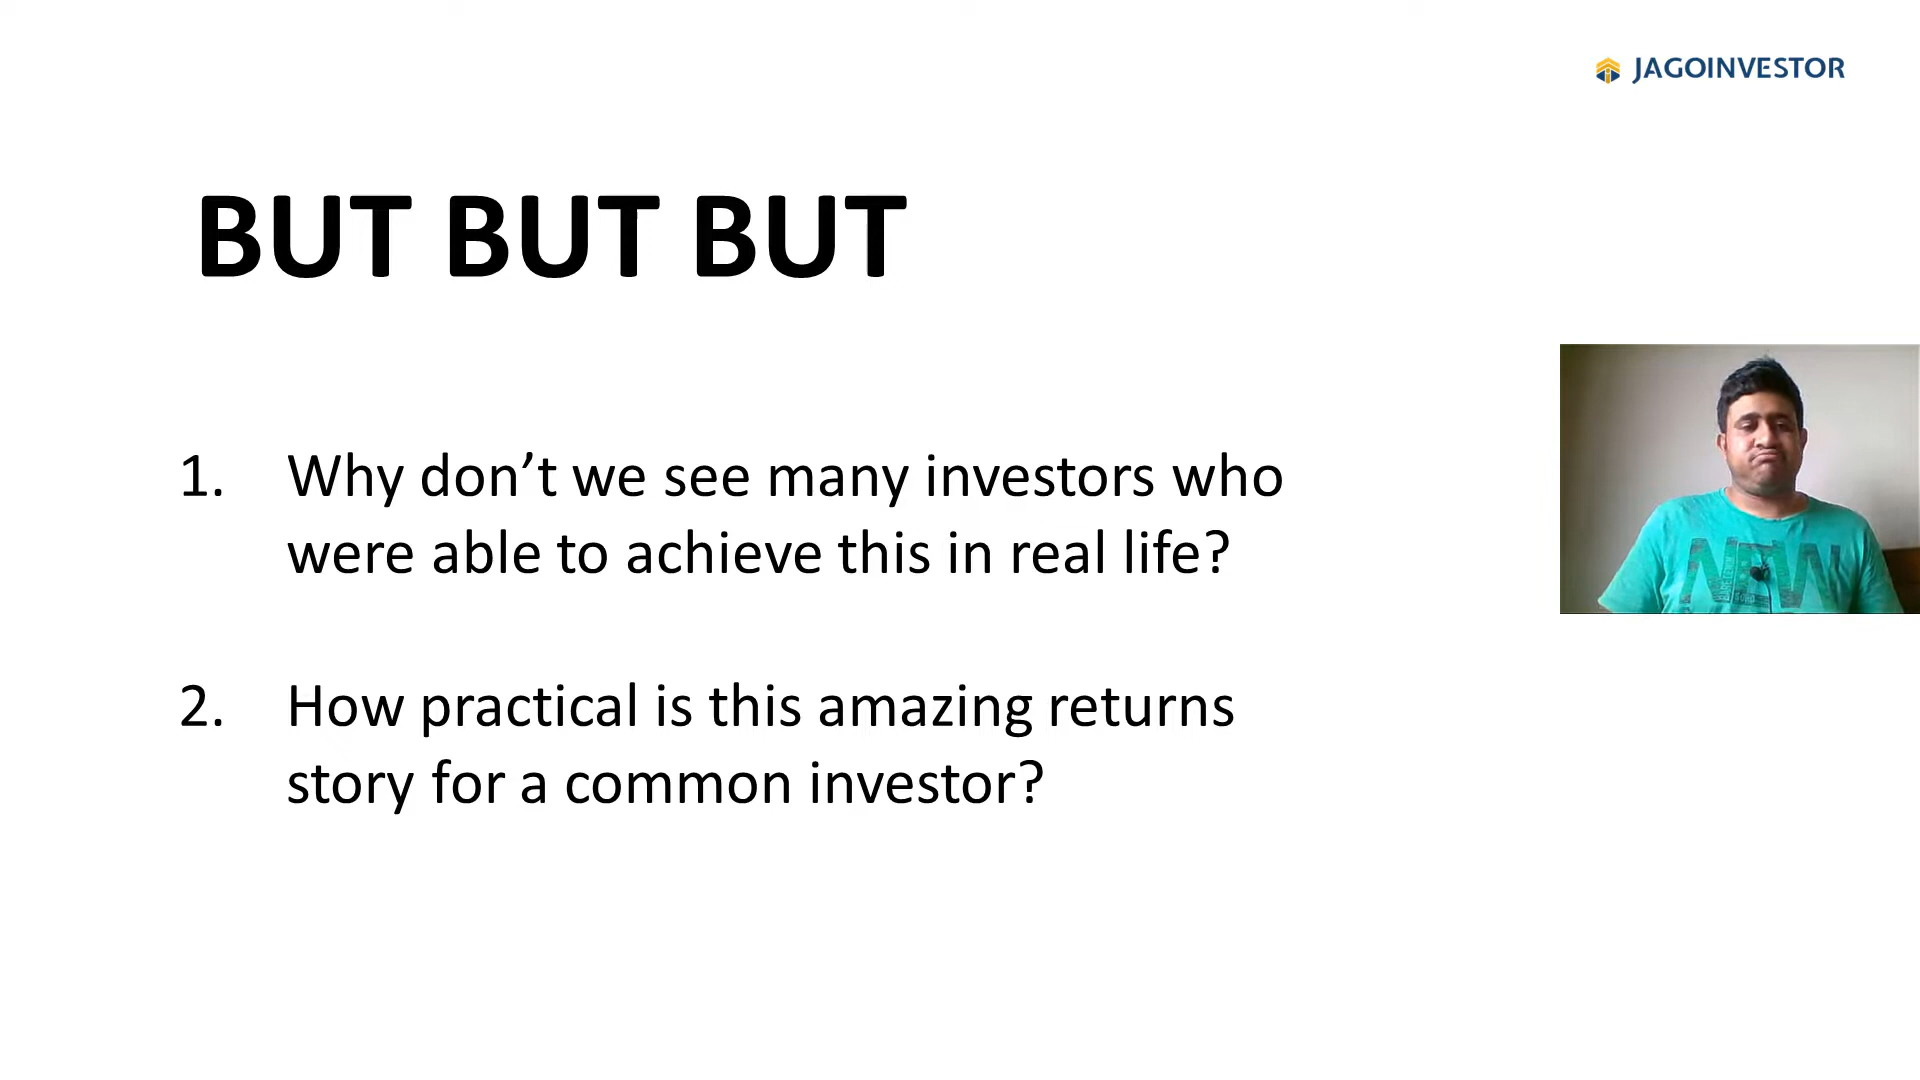 JAGOINVESTOR
BUT BUT BUT
1. Why don’t we see many investors who
were able to achieve this in real life?
2. How practical is this amazing returns
story for a common investor?
NEW